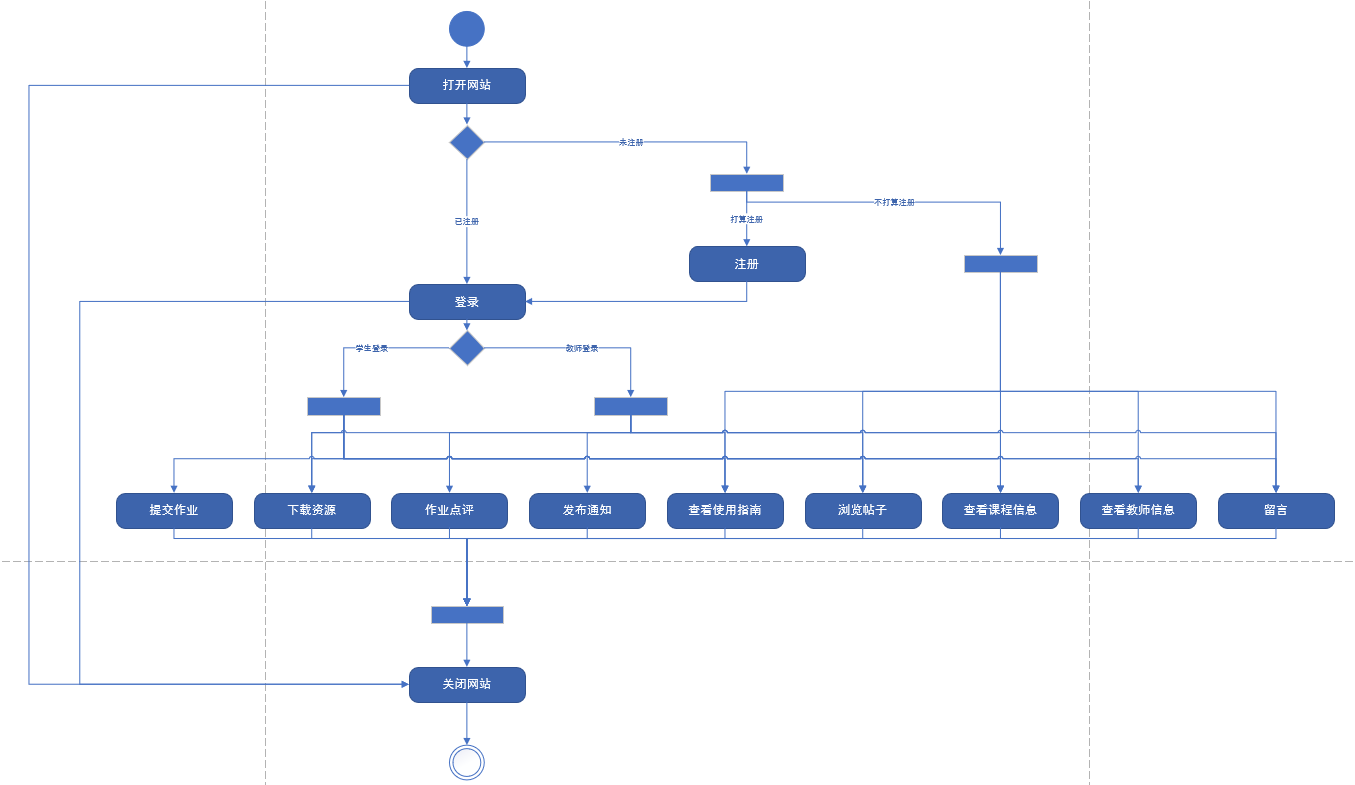 打开网站
未注册
不打算注册
打算注册
已注册
注册
登录
学生登录
教师登录
提交作业
下载资源
作业点评
发布通知
查看使用指南
浏览帖子
查看课程信息
查看教师信息
留言
关闭网站